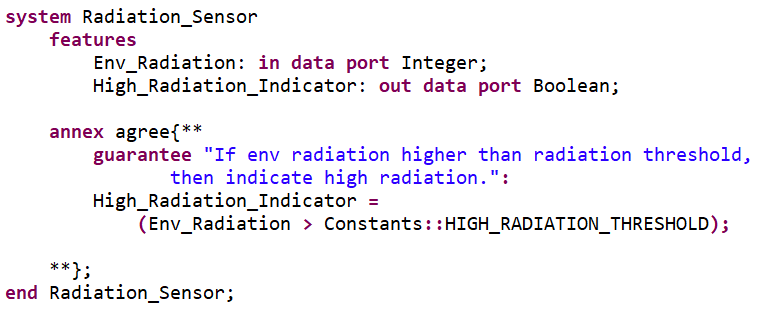 system Radiation_Sensor
features
Env_Radiation: in data port Integer;
High_Radiation_Indicator: out data port Boolean;
annex agree{**
guarantee "If env radiation higher than radiation threshold,
then indicate high radiation.":
High_Radiation_Indicator =
(Env_Radiation > Constants::HIGH_RADIATION_THRESHOLD);
**};
end Radiation_Sensor;